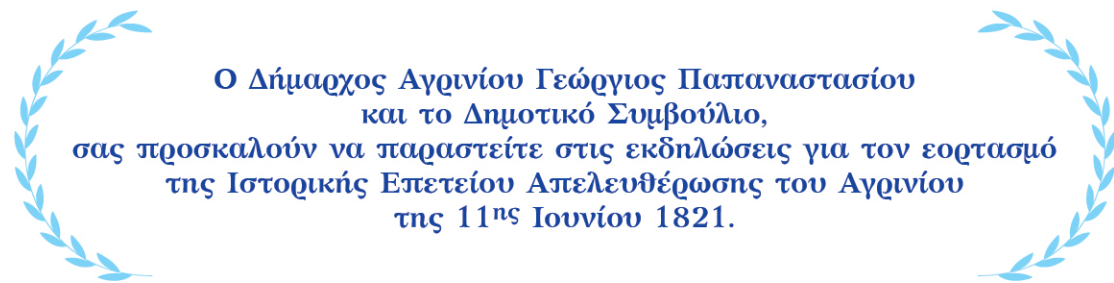 Ο Δήμαρχος Αγρινίου Γεώργιος Παπαναστασίου
και το Δημοτικό Συμβούλιο,
σας προσκαλούν να παραστείτε στις εκδηλώσεις για τον εορτασμό
της Ιστορικής Επετείου Απελευθέρωσης του Αγρινίου
της 11ης Ιουνίου 1821.